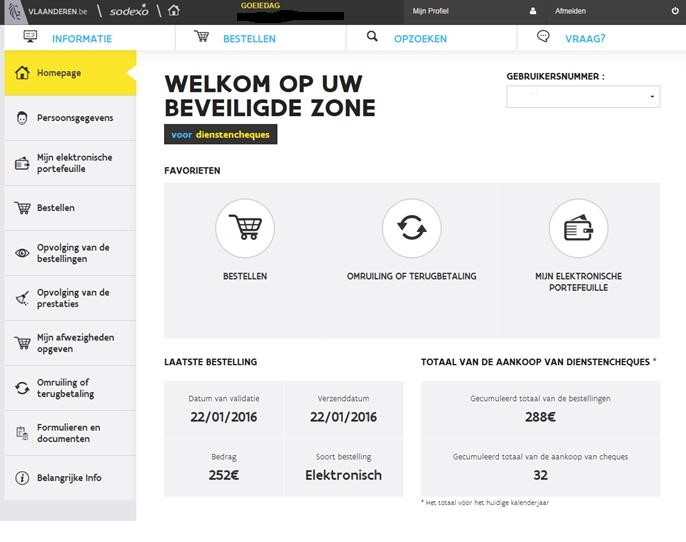 VLAANDEREN.be
sodexo
GOEIEDAG
Mijn Profiel
Afmelden
INFORMATIE
BESTELLEN
OPZOEKEN
VRAAG?
Homepage
Persoonsgegevens
Mijn elektronische
portefeuille
Bestellen
Opvolging van de
bestellingen
Opvolging van de
prestaties
Mijn afwezigheden
opgeven
Omruiling of
terugbetaling
Formulieren en
documenten
Belangrijke Info
WELKOM OP UW
BEVEILIGDE ZONE
voor dienstencheques
GEBRUIKERSNUMMER :
FAVORIETEN
BESTELLEN
OMRUILING OF TERUGBETALING
MIJN ELEKTRONISCHE
PORTEFEUILLE
LAATSTE BESTELLING
Datum van validatie
22/01/2016
Verzenddatum
22/01/2016
Bedrag
252€
Soort bestelling
Elektronisch
TOTAAL VAN DE AANKOOP VAN DIENSTENCHEQUES *
Gecumuleerd totaal van de bestellingen
288€
Gecumuleerd totaal van de aankoop van cheques
32
* Het totaal voor het huidige kalenderjaar